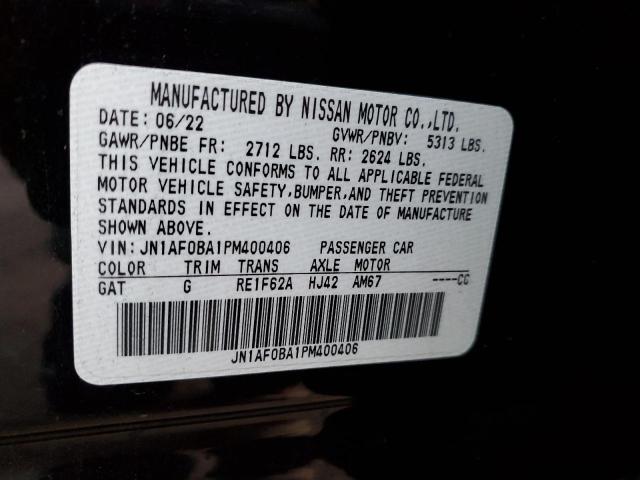 MANUFACTURED BY NISSAN MOTOR CO.,LTD.
DATE: 06/22 GVWR/PNBV: 5313 LBS.
GAWR/PNBE FR: 2712 LBS. RR: 2624 LBS.
THIS VEHICLE CONFORMS TO ALL APPLICABLE FEDERAL
MOTOR VEHICLE SAFETY,BUMPER,AND THEFT PREVENTION
STANDARDS IN EFFECT ON THE DATE OF MANUFACTURE
SHOWN ABOVE.
VIN: JN1AF0BA1PM400406 PASSENGER CAR
COLOR TRIM TRANS AXLE MOTOR
GAT G RE1F62A HJ42 AM67 ----CC
JN1AF0BA1PM400406